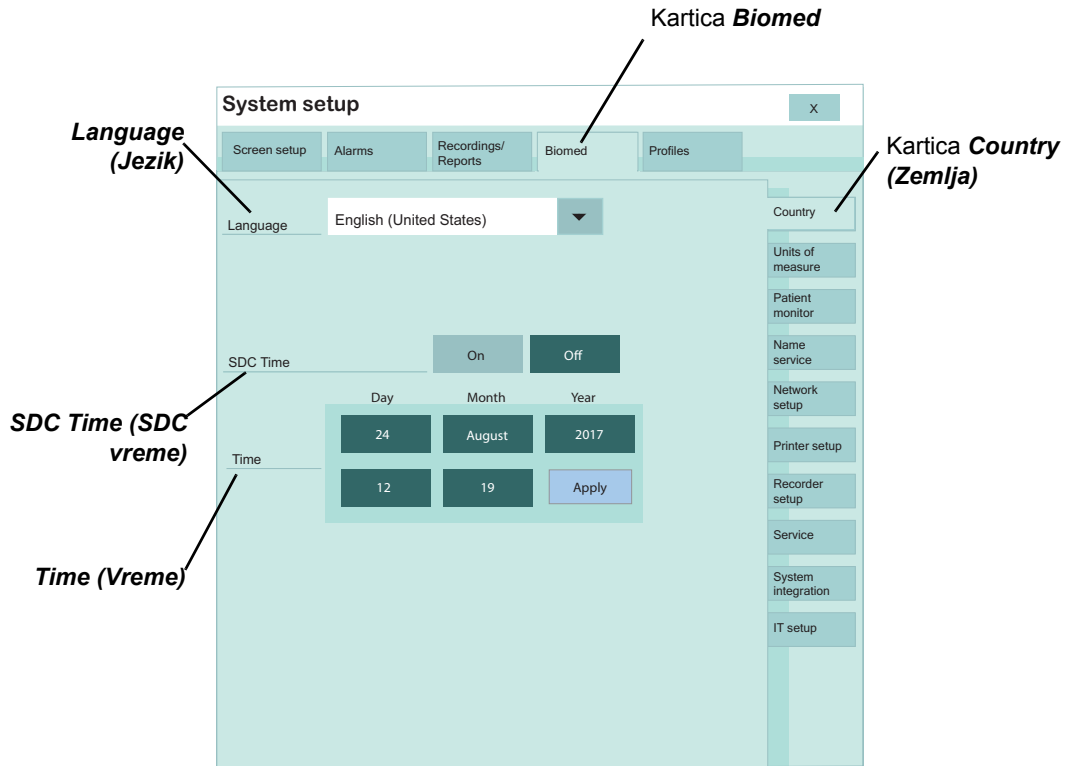 Kartica Biomed
System setup
X
Language
(Jezik)
Screen setup
Alarms
Recordings/
Reports
Biomed
Profiles
Kartica Country
(Zemlja)
Language
English (United States)
Country
Units of
measure
Patient
monitor
Name
service
Network
setup
Printer setup
Recorder
setup
Service
System
integration
IT setup
SDC Time
On
Off
SDC Time (SDC
vreme)
Day Month Year
24 August 2017
Time
12 19 Apply
Time (Vreme)